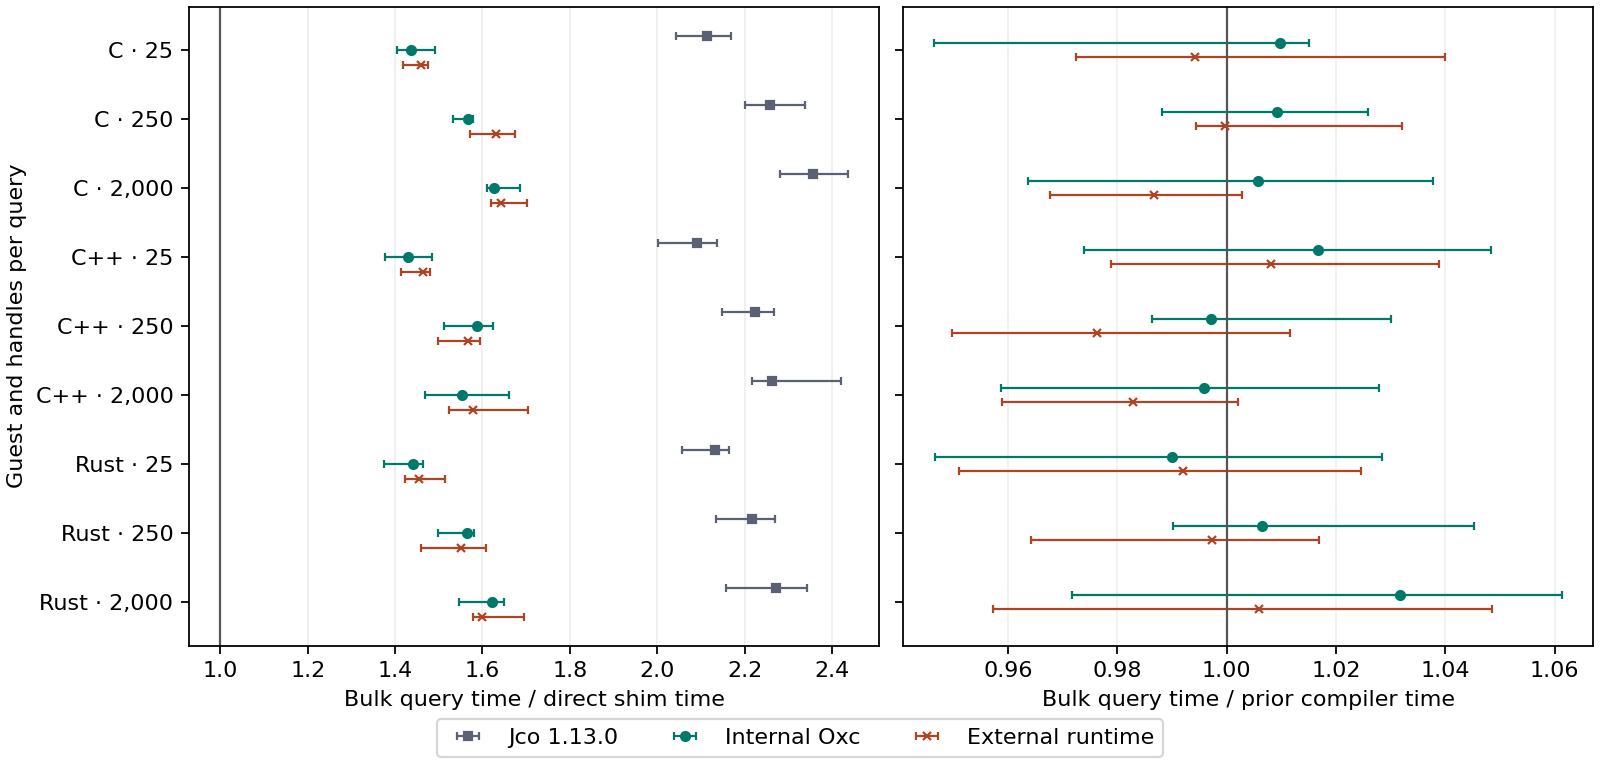 Guest and handles per query
C · 25
C · 250
C · 2,000
C++ · 25
C++ · 250
C++ · 2,000
Rust · 25
Rust · 250
Rust · 2,000
1.0 1.2 1.4 1.6 1.8 2.0 2.2 2.4
Bulk query time / direct shim time
0.96 0.98 1.00 1.02 1.04 1.06
Bulk query time / prior compiler time
Jco 1.13.0 Internal Oxc External runtime